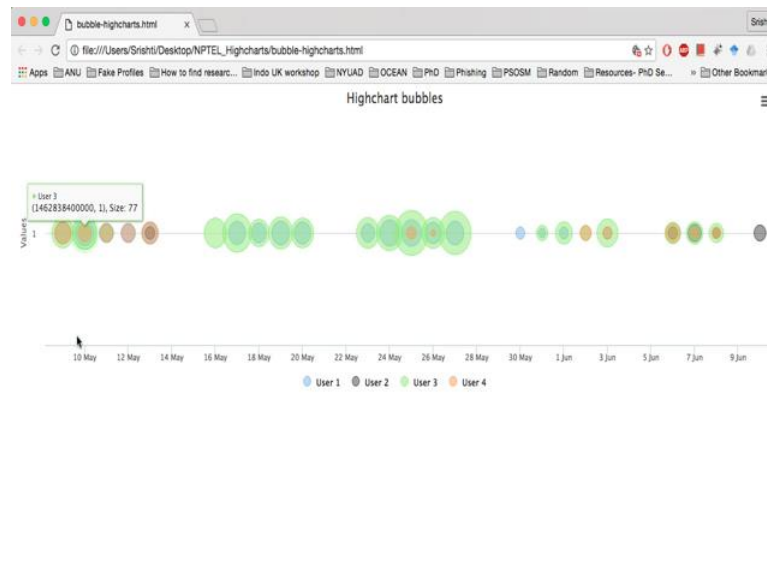 bubble-highcharts.html
Srish
file:///Users/Srishti/Desktop/NPTEL_Highcharts/bubble-highcharts.html
Apps ANU Fake Profiles How to find researc... Indo UK workshop NYUAD OCEAN PhD Phishing PSOSM Random Resources- PhD Se... » Other Bookmar
Highchart bubbles
User 3
(1462838400000, 1), Size: 77
Values
1
10 May 12 May 14 May 16 May 18 May 20 May 22 May 24 May 26 May 28 May 30 May 1 Jun 3 Jun 5 Jun 7 Jun 9 Jun
User 1 User 2 User 3 User 4